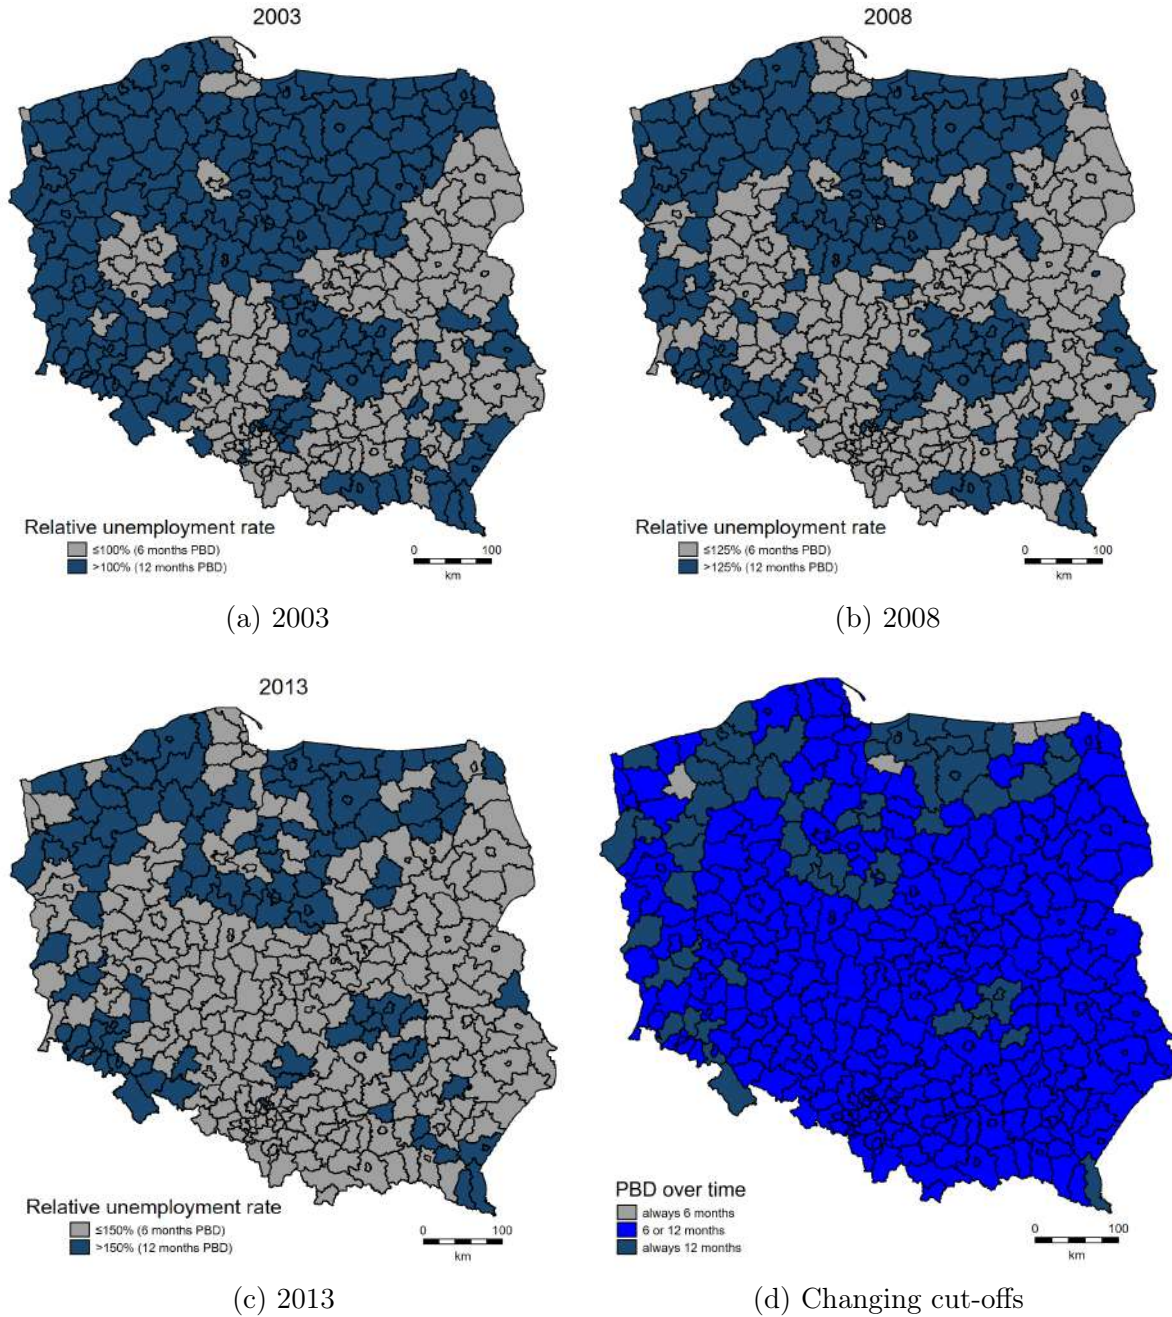 2003
2008
Relative unemployment rate
≤100% (6 months PBD)
>100% (12 months PBD)
0 100
km
Relative unemployment rate
≤125% (6 months PBD)
>125% (12 months PBD)
0 100
km
(a) 2003
(b) 2008
2013
Relative unemployment rate
≤150% (6 months PBD)
>150% (12 months PBD)
0 100
km
PBD over time
always 6 months
6 or 12 months
always 12 months
0 100
km
(c) 2013
(d) Changing cut-offs